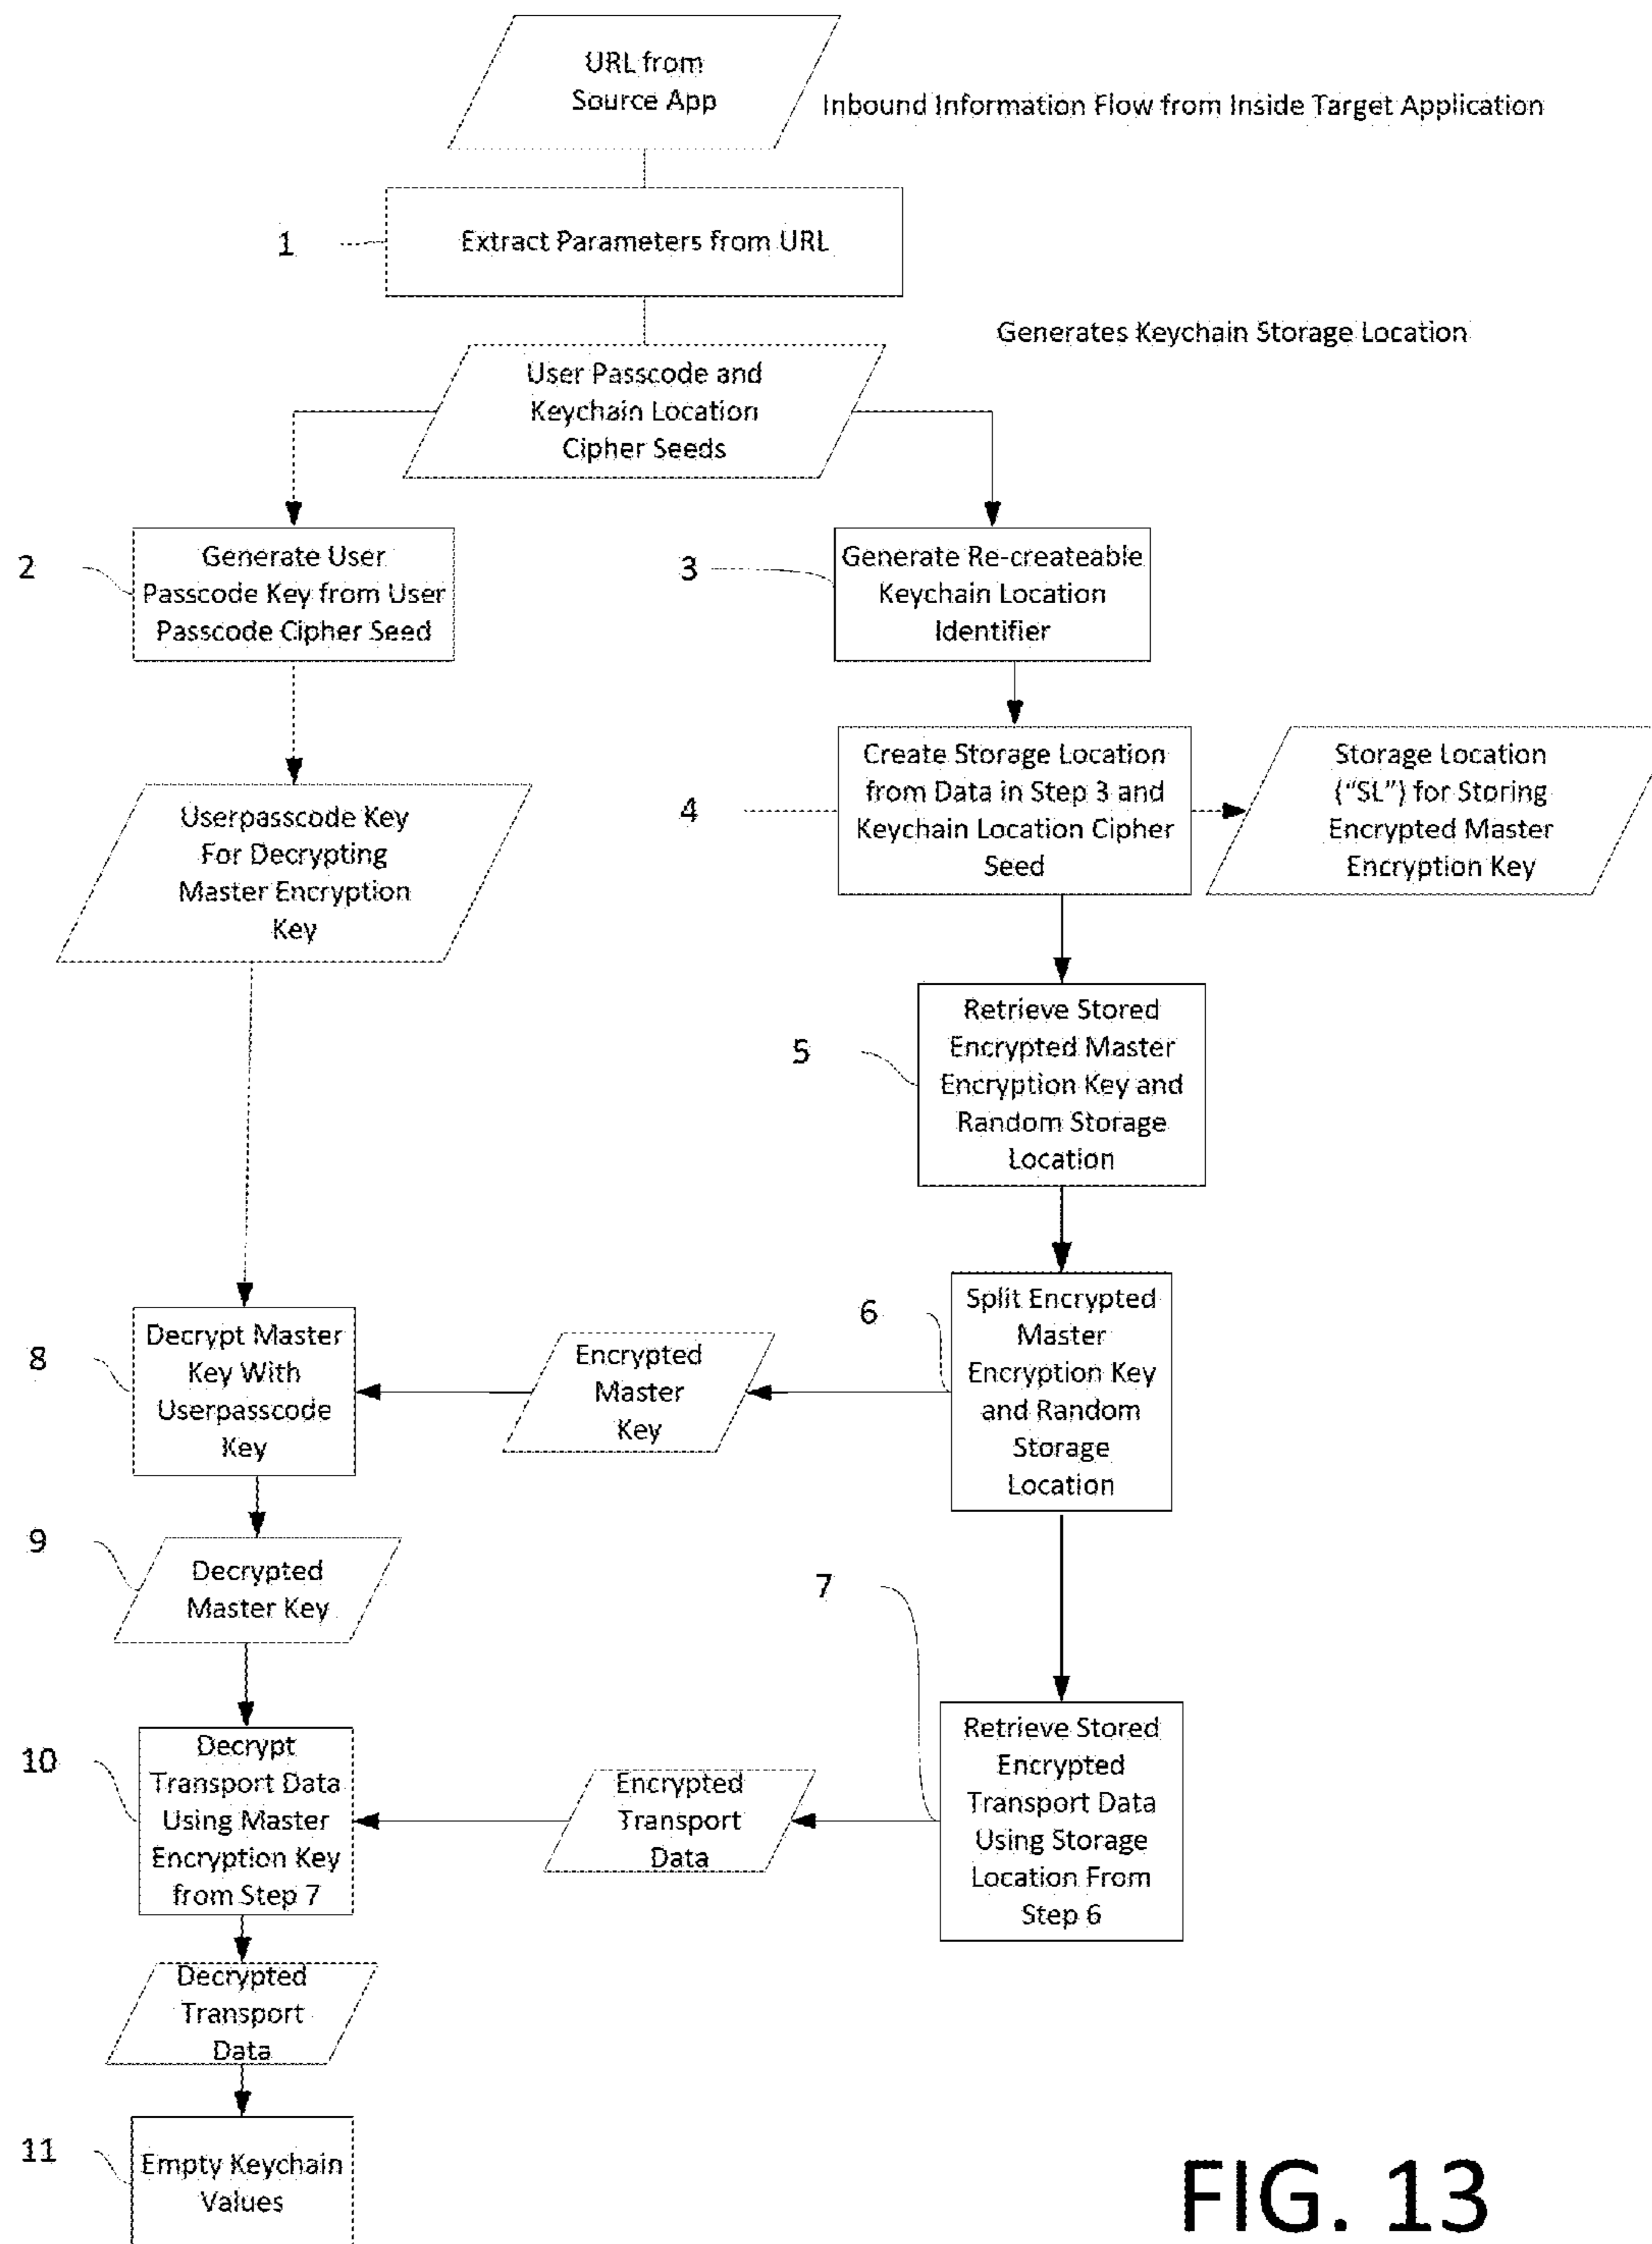 URL from
Source App
Inbound Information Flow from Inside Target Application
1
Extract Parameters from URL
Generates Keychain Storage Location
User Passcode and
Keychain Location
Cipher Seeds
2
Generate User
Passcode Key from User
Passcode Cipher Seed
3
Generate Re-createable
Keychain Location
Identifier
4
Create Storage Location
from Data in Step 3 and
Keychain Location Cipher
Seed
Storage Location
("SL") for Storing
Encrypted Master
Encryption Key
Userpasscode Key
For Decrypting
Master Encryption
Key
5
Retrieve Stored
Encrypted Master
Encryption Key and
Random Storage
Location
6
Split Encrypted
Master
Encryption Key
and Random
Storage
Location
8
Decrypt Master
Key With
Userpasscode
Key
Encrypted
Master
Key
9
Decrypted
Master Key
7
Retrieve Stored
Encrypted
Transport Data
Using Storage
Location From
Step 6
10
Decrypt
Transport Data
Using Master
Encryption Key
from Step 7
Encrypted
Transport
Data
Decrypted
Transport
Data
11
Empty Keychain
Values
FIG. 13